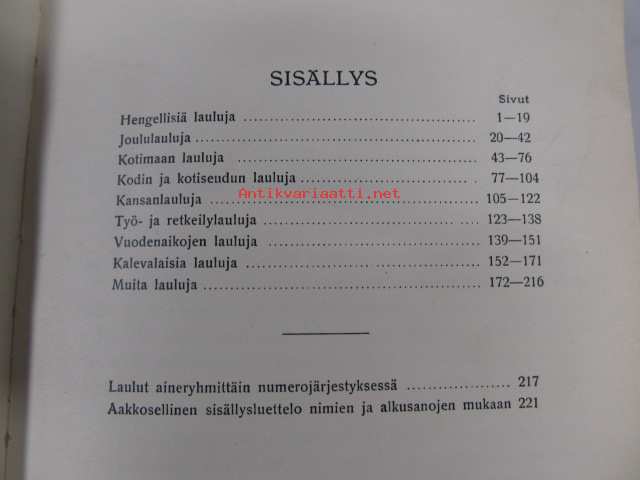 SISÄLLYS
Sivut
Hengellisiä lauluja ................................ 1—19
Joululauluja ........................................ 20—42
Kotimaan lauluja .................................. 43—76
Kodin ja kotiseudun lauluja ...................... 77—104
Antikvariaatti.net
Kansanlauluja ...................................... 105—122
Työ- ja retkeilylauluja ............................ 123—138
Vuodenaikojen lauluja ............................ 139—151
Kalevalaisia lauluja ................................ 152—171
Muita lauluja ........................................ 172—216
Laulut aineryhmittäin numerojärjestyksessä .................... 217
Aakkosellinen sisällysluettelo nimien ja alkusanojen mukaan 221